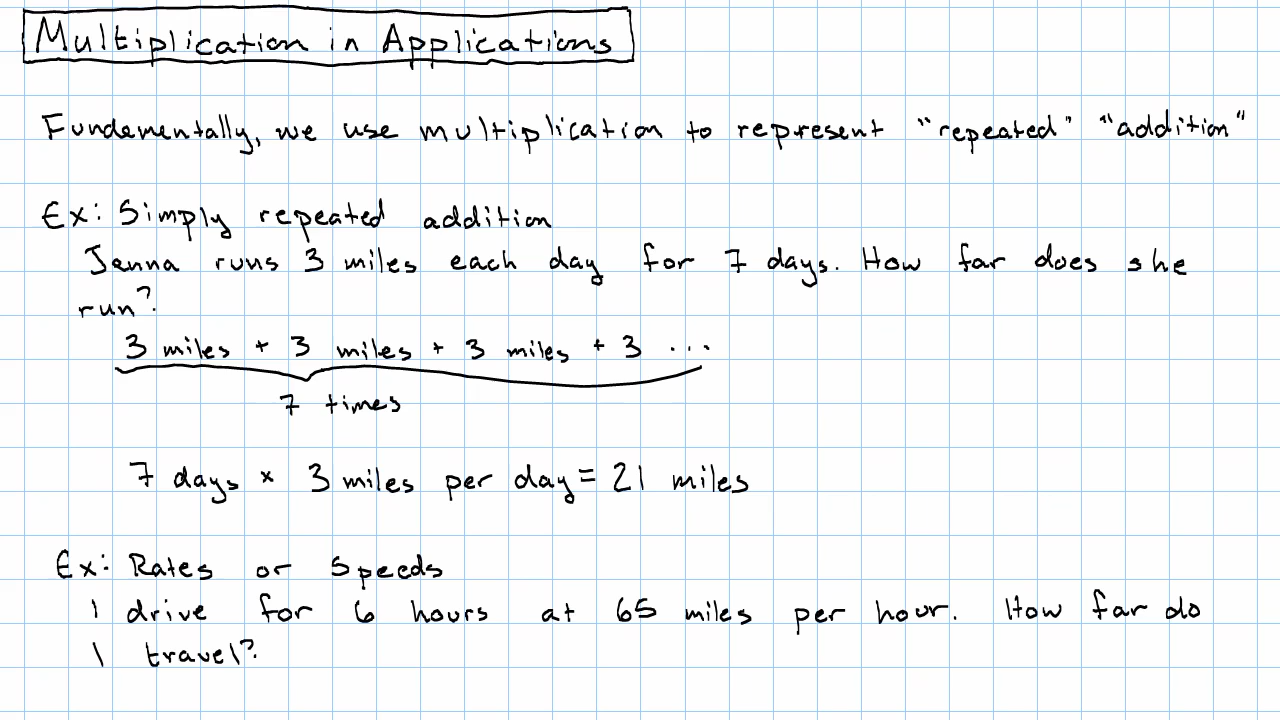 Multiplication in Applications
Fundamentally, we use multiplication to represent "repeated" "addition"
Ex: Simply repeated addition
Jenna runs 3 miles each day for 7 days. How far does she
run?
3 miles + 3 miles + 3 miles + 3 ...
7 times
7 days × 3 miles per day = 21 miles
Ex: Rates or Speeds
I drive for 6 hours at 65 miles per hour. How far do
I travel?